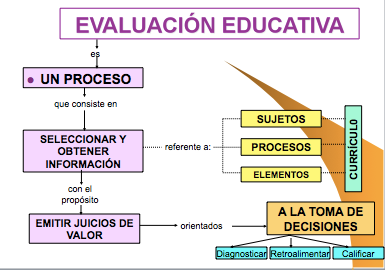 EVALUACIÓN EDUCATIVA
es
UN PROCESO
que consiste en
SELECCIONAR Y
OBTENER
INFORMACIÓN
referente a:
SUJETOS
PROCESOS
ELEMENTOS
CURRÍCUL0
con el
propósito
EMITIR JUICIOS DE
VALOR
orientados
A LA TOMA DE
DECISIONES
Diagnosticar
Retroalimentar
Calificar